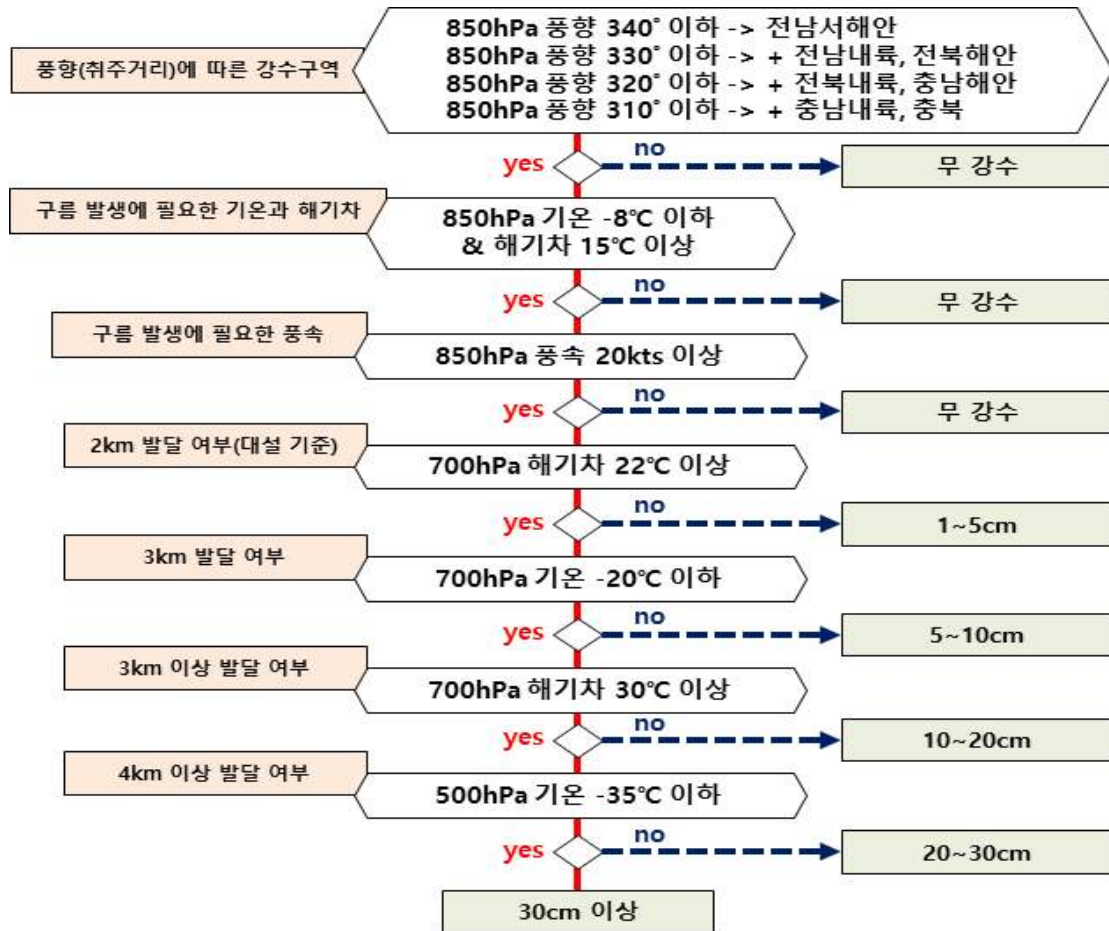 850hPa 풍향 340˚ 이하 -> 전남서해안
풍향(취주거리)에 따른 강수구역
850hPa 풍향 330˚ 이하 -> + 전남내륙, 전북해안
850hPa 풍향 320˚ 이하 -> + 전북내륙, 충남해안
850hPa 풍향 310˚ 이하 -> + 충남내륙, 충북
yes
no
무 강수
구름 발생에 필요한 기온과 해기차
850hPa 기온 -8℃ 이하
& 해기차 15℃ 이상
yes
no
무 강수
구름 발생에 필요한 풍속
850hPa 풍속 20kts 이상
yes
no
무 강수
2km 발달 여부(대설 기준)
700hPa 해기차 22℃ 이상
yes
no
1~5cm
3km 발달 여부
700hPa 기온 -20℃ 이하
yes
no
5~10cm
3km 이상 발달 여부
700hPa 해기차 30℃ 이상
yes
no
10~20cm
4km 이상 발달 여부
500hPa 기온 -35℃ 이하
yes
no
20~30cm
30cm 이상